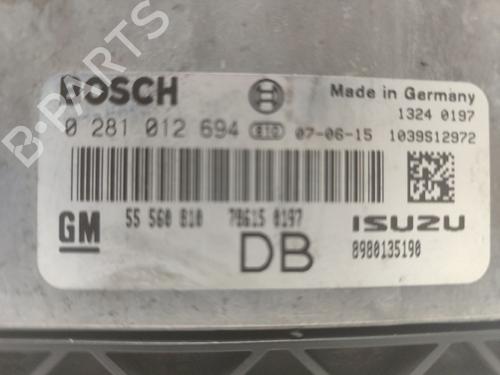 B-PARTS
BOSCH
Made in Germany
1324 0197
0 281 012 694 010 07-06-15 1039S12972
GM 55 560 810 78615 0197 ISUZU
DB 8980135190